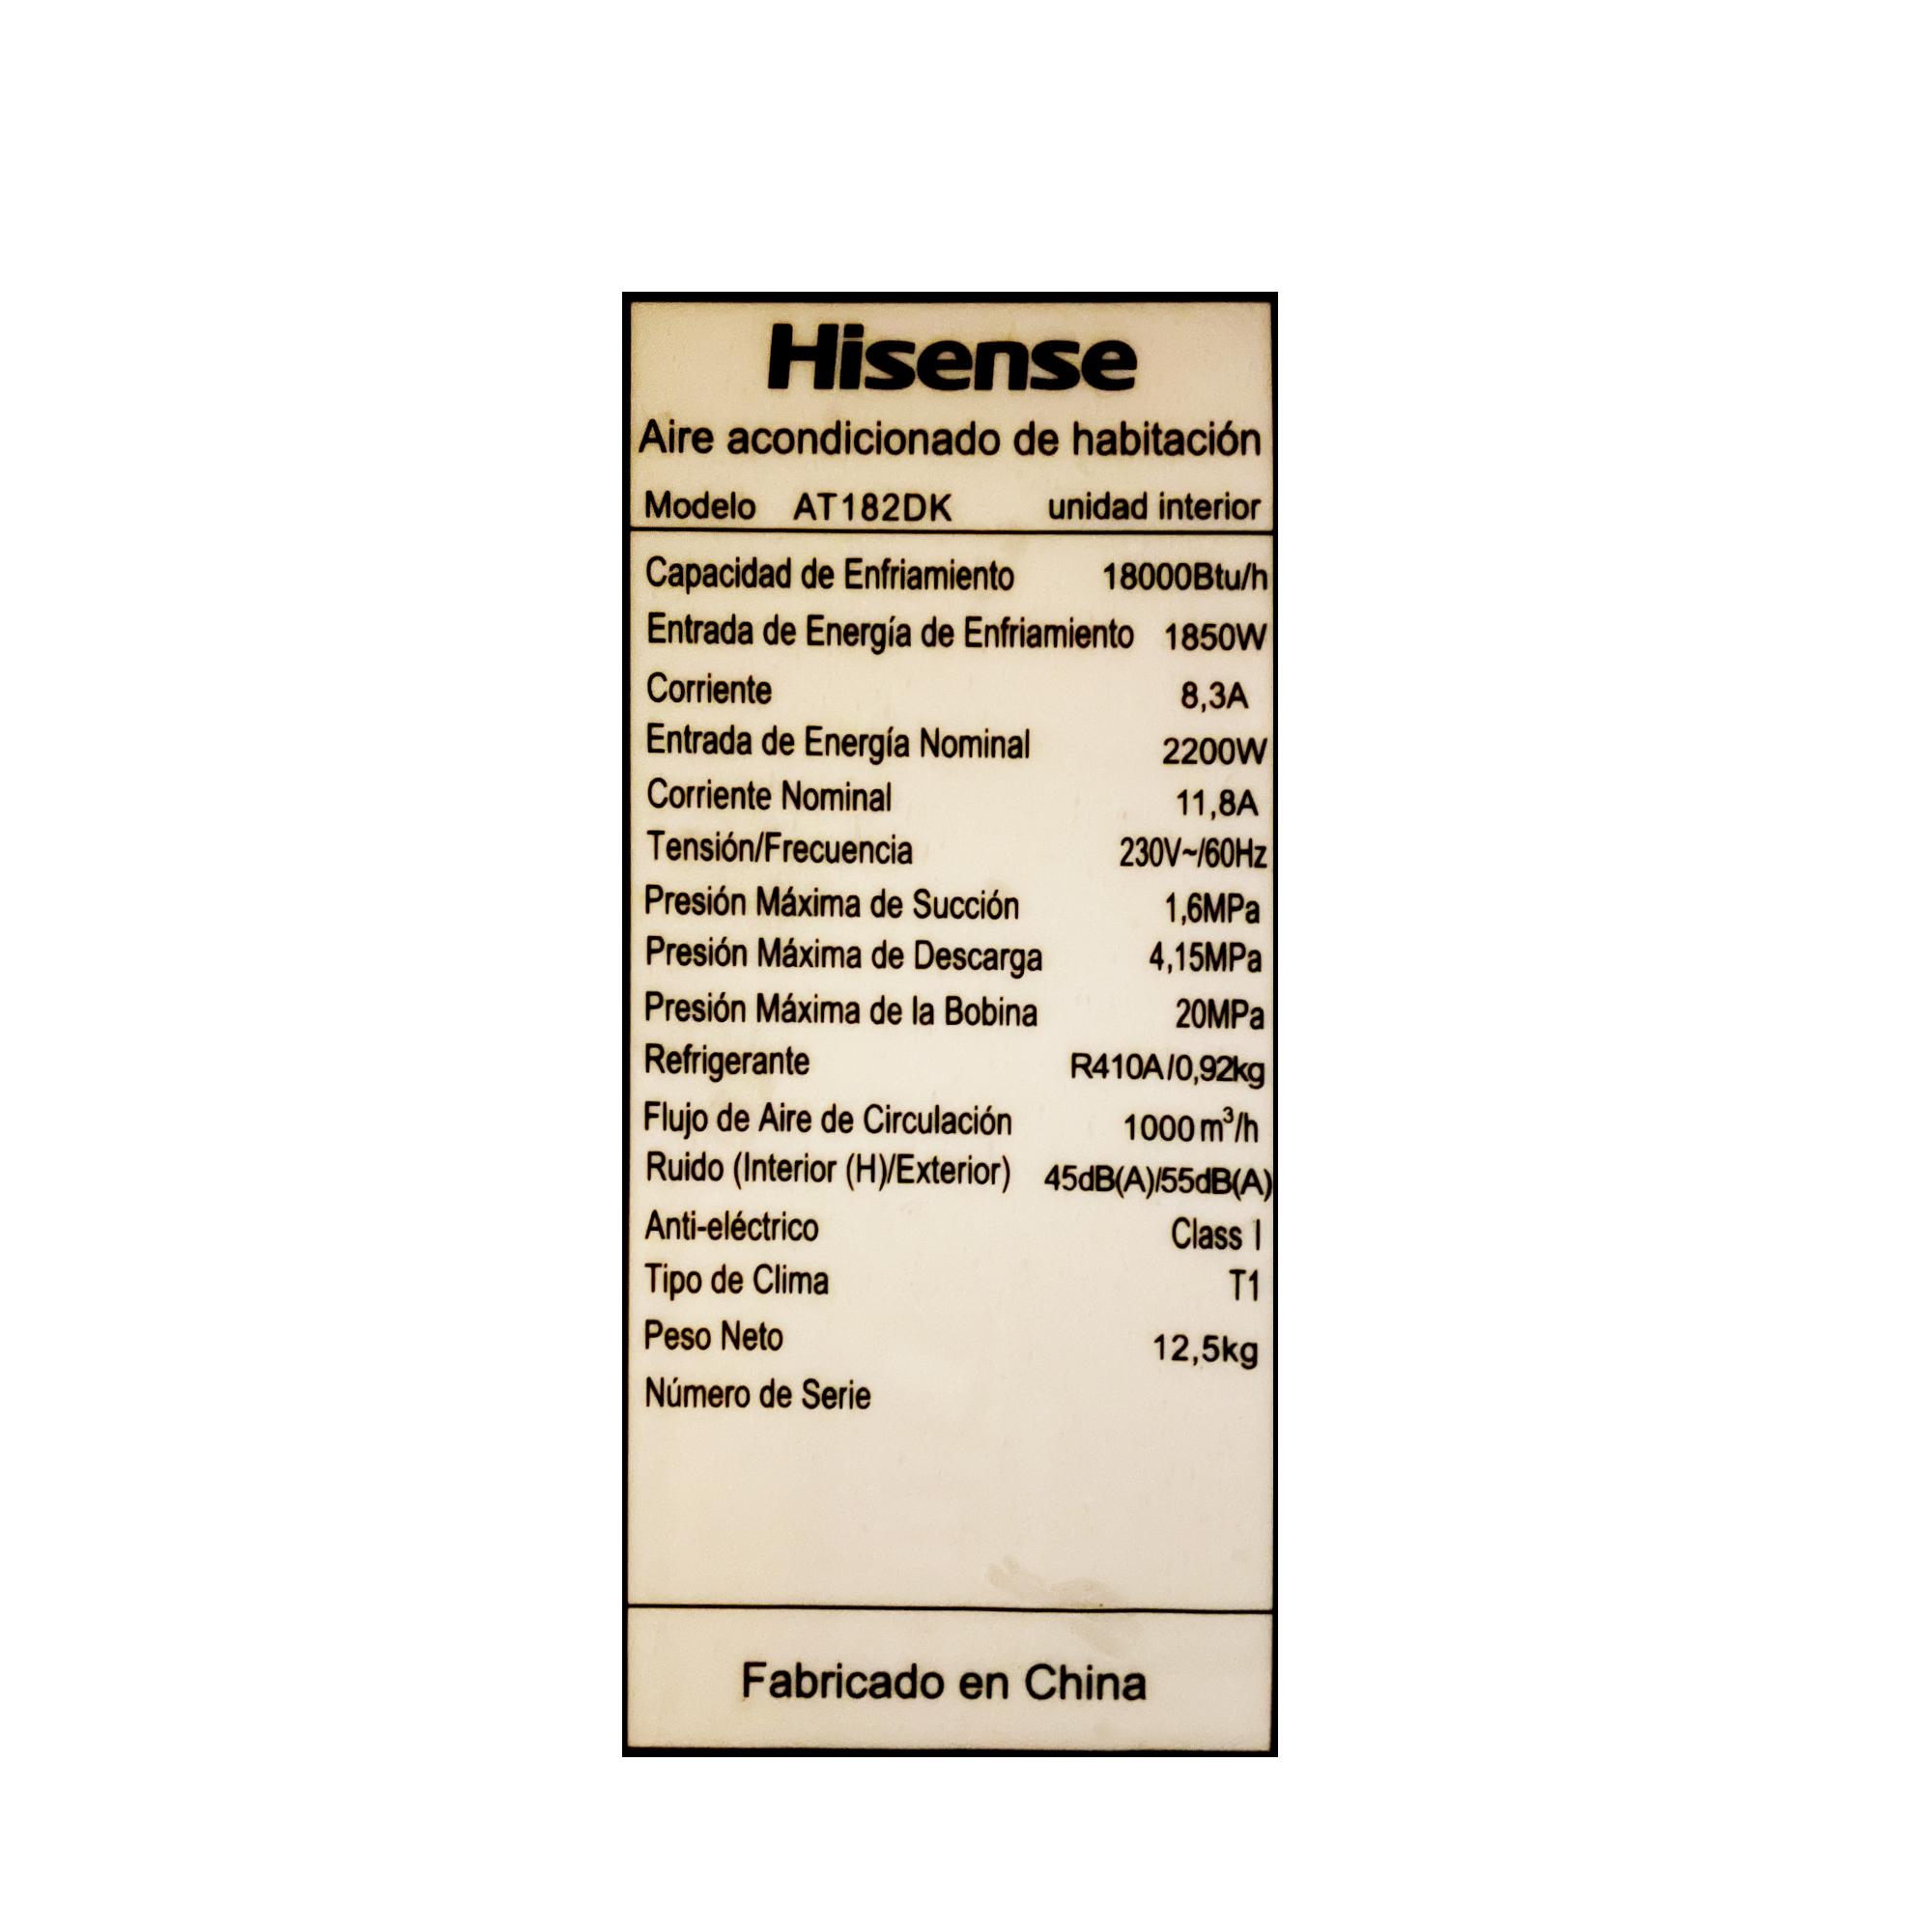 Hisense
Aire acondicionado de habitación
Modelo AT182DK unidad interior
Capacidad de Enfriamiento 18000Btu/h
Entrada de Energía de Enfriamiento 1850W
Corriente 8,3A
Entrada de Energía Nominal 2200W
Corriente Nominal 11,8A
Tensión/Frecuencia 230V~/60Hz
Presión Máxima de Succión 1,6MPa
Presión Máxima de Descarga 4,15MPa
Presión Máxima de la Bobina 20MPa
Refrigerante R410A/0,92kg
Flujo de Aire de Circulación 1000m³/h
Ruido (Interior (H)/Exterior) 45dB(A)/55dB(A)
Anti-eléctrico Class I
Tipo de Clima T1
Peso Neto 12,5kg
Número de Serie
Fabricado en China